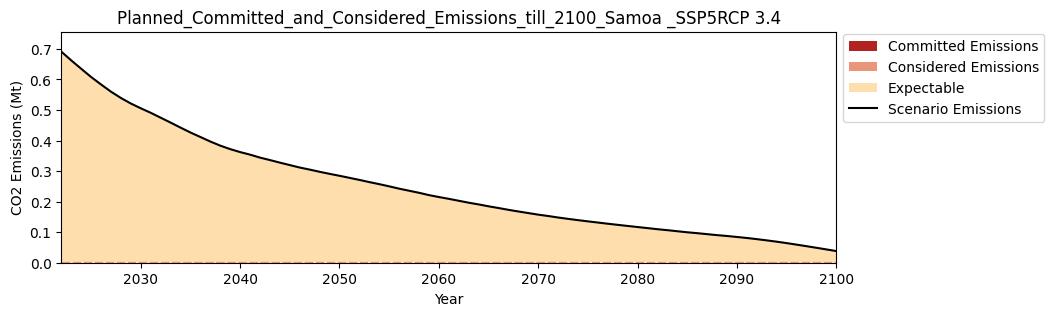 Planned_Committed_and_Considered_Emissions_till_2100_Samoa _SSP5RCP 3.4
CO2 Emissions (Mt)
0.7
0.6
0.5
0.4
0.3
0.2
0.1
0.0
2030 2040 2050 2060 2070 2080 2090 2100
Year
Committed Emissions
Considered Emissions
Expectable
Scenario Emissions